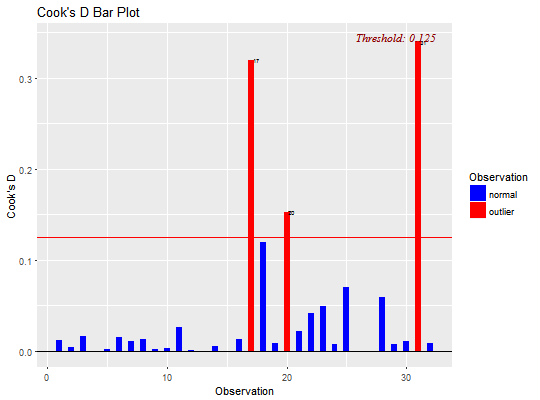 Cook's D Bar Plot
Threshold: 0.125
17
20
31
0.3
0.2
0.1
0.0
Cook's D
0
10
20
30
Observation
Observation
normal
outlier